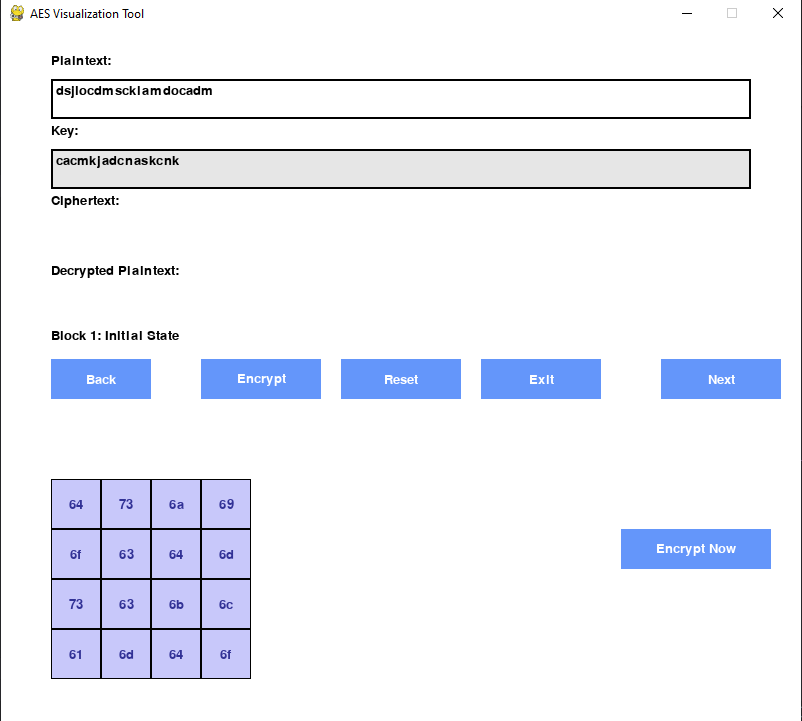 AES Visualization Tool
Plaintext:
dsjiocdmscklamdocadm
Key:
cacmkjadcnaskcnk
Ciphertext:
Decrypted Plaintext:
Block 1: Initial State
Back Encrypt Reset Exit Next
64 73 6a 69
6f 63 64 6d
Encrypt Now
73 63 6b 6c
61 6d 64 6f